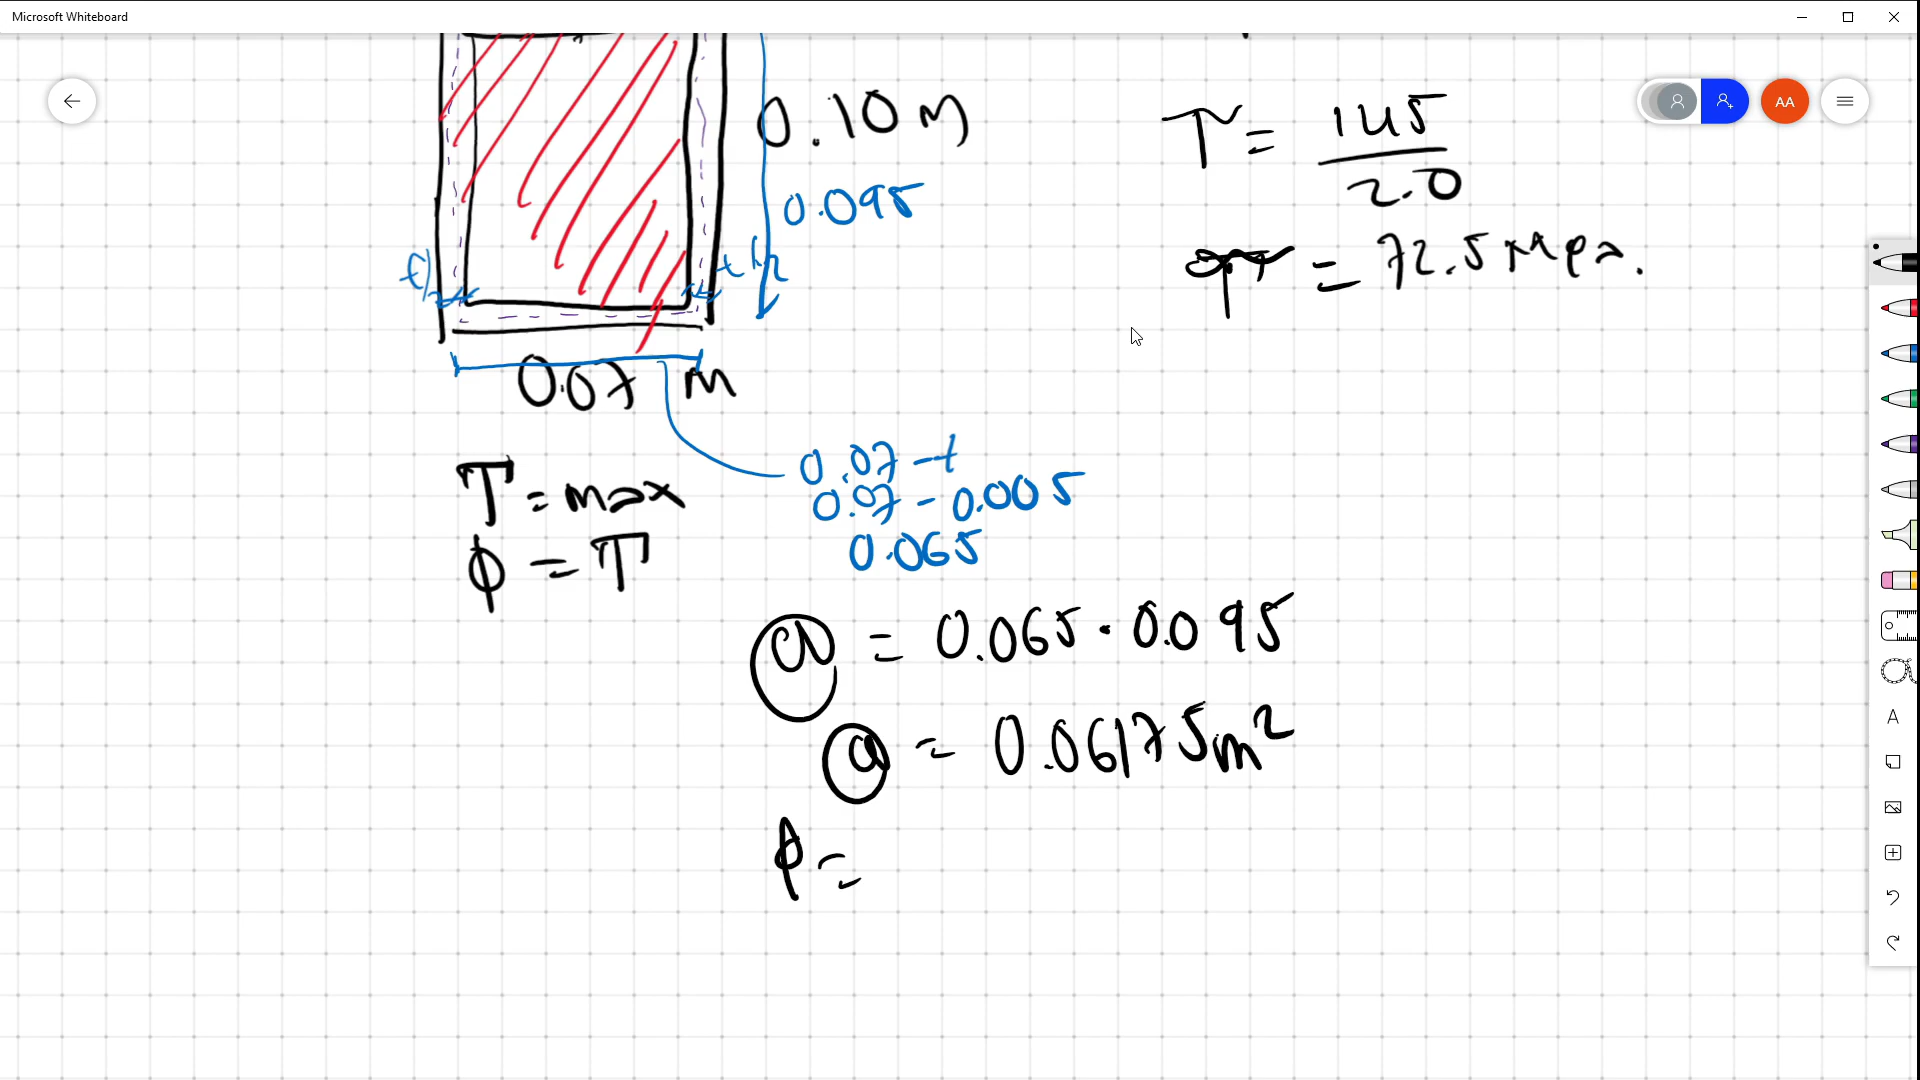 Microsoft Whiteboard
AA
0.10 m
0.095
t/2
t/2
0.07 m
τ = 145/2.0
τ = 72.5 Mpa.
0.07 - t
0.07 - 0.005
0.065
T = max
ϕ = T
a = 0.065 · 0.095
a = 0.06175 m²
ϕ =
A